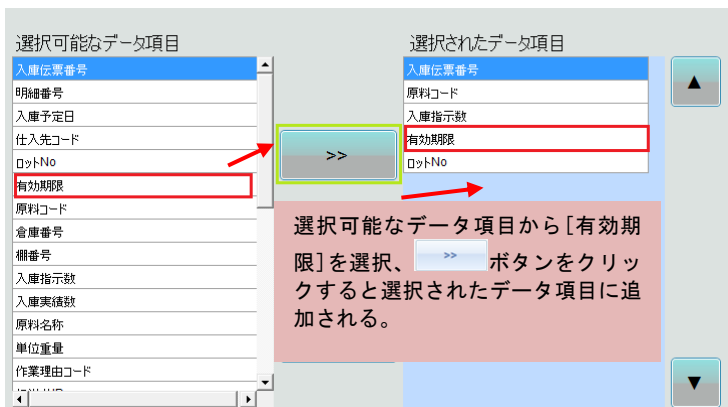 選択可能なデータ項目
入庫伝票番号
明細番号
入庫予定日
仕入先コード
ロットNo
有効期限
原料コード
倉庫番号
棚番号
入庫指示数
入庫実績数
原料名称
単位重量
作業理由コード
>>
選択されたデータ項目
入庫伝票番号
原料コード
入庫指示数
有効期限
ロットNo
▲
▼
選択可能なデータ項目から[有効期
限]を選択、 >> ボタンをクリッ
クすると選択されたデータ項目に追
加される。